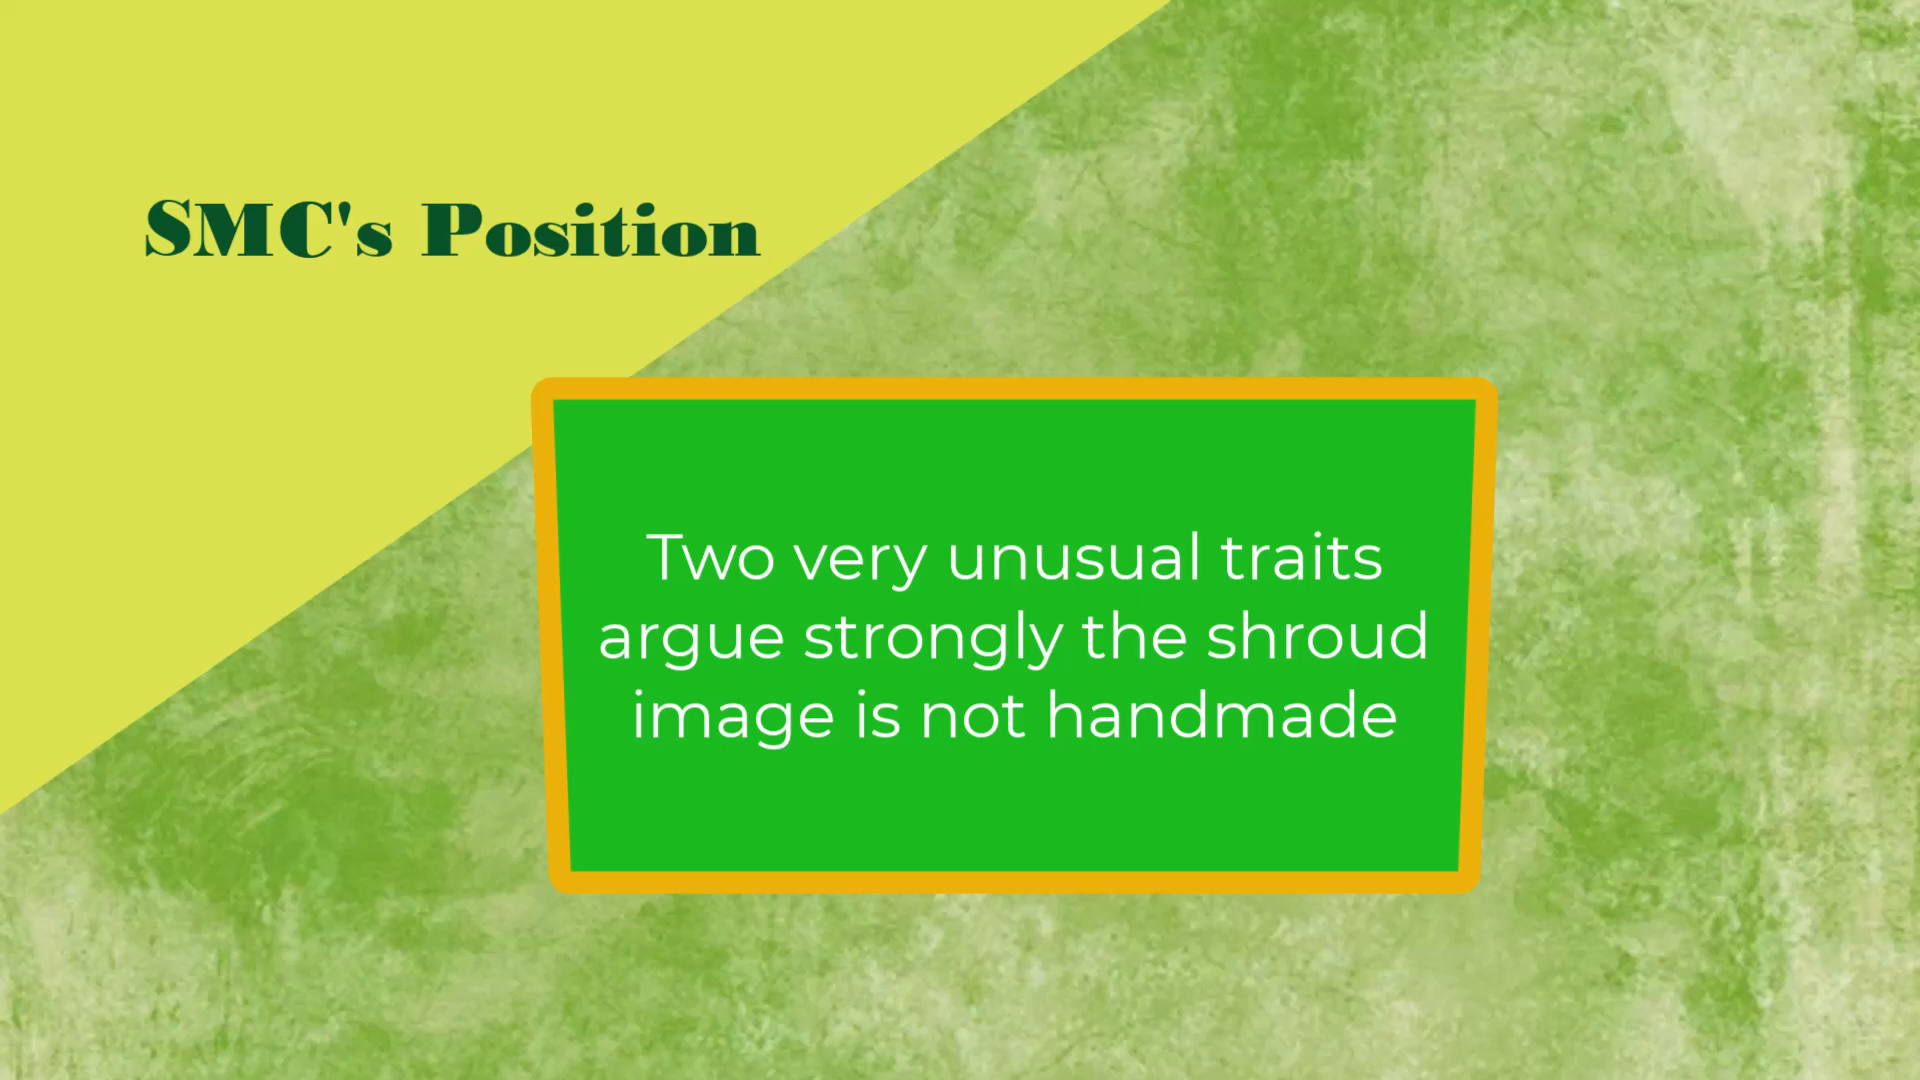 SMC's Position
Two very unusual traits
argue strongly the shroud
image is not handmade